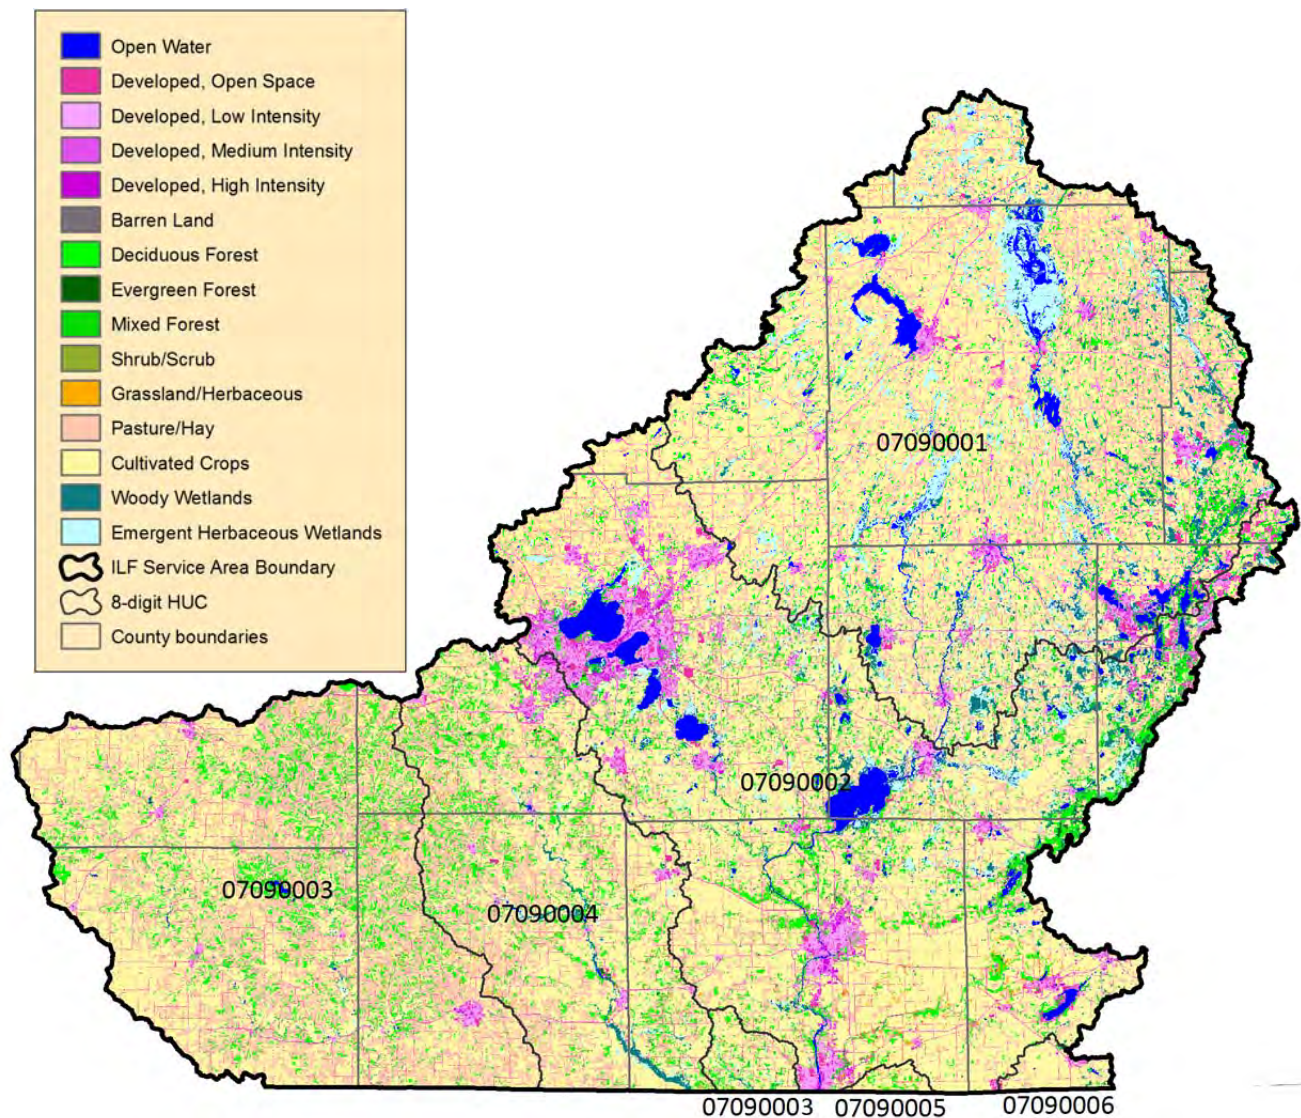 Open Water
Developed, Open Space
Developed, Low Intensity
Developed, Medium Intensity
Developed, High Intensity
Barren Land
Deciduous Forest
Evergreen Forest
Mixed Forest
Shrub/Scrub
Grassland/Herbaceous
Pasture/Hay
Cultivated Crops
Woody Wetlands
Emergent Herbaceous Wetlands
ILF Service Area Boundary
8-digit HUC
County boundaries
07090001
07090002
07090003
07090004
07090003 07090005 07090006